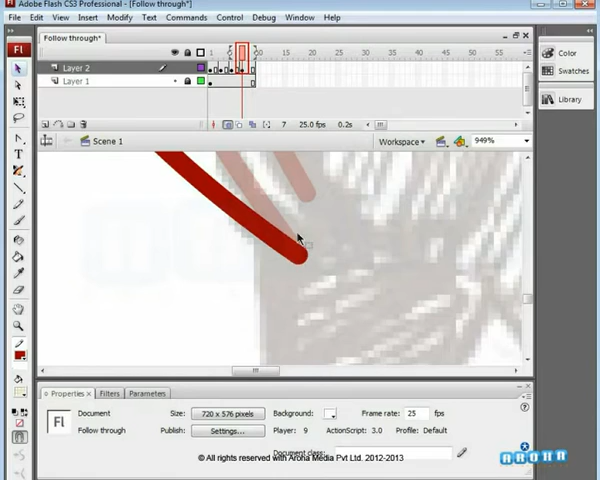 Adobe Flash CS3 Professional - [Follow through*]
File Edit View Insert Modify Text Commands Control Debug Window Help
Follow through*
1 5 10 15 20 25 30 35 40 45 50 55
Layer 2
Layer 1
7 25.0 fps 0.2s
Scene 1
Workspace
949%
Color
Swatches
Library
Properties × Filters Parameters
Document Size: 720 x 576 pixels Background: Frame rate: 25 fps
Follow through Publish: Settings... Player: 9 ActionScript: 3.0 Profile: Default
Document class:
© All rights reserved with Aroha Media Pvt Ltd. 2012-2013
AROHA
Fl
Fl